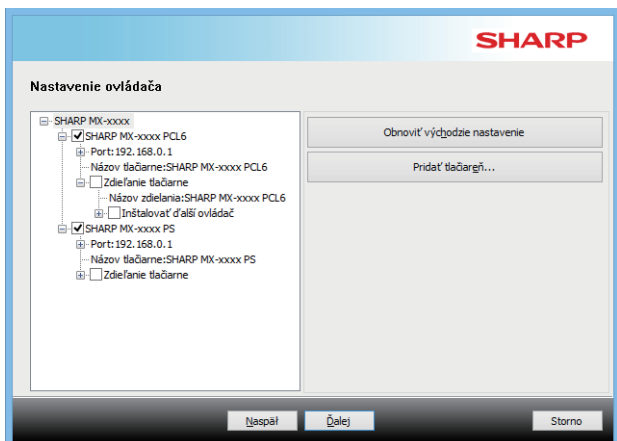 SHARP
Nastavenie ovládača
SHARP MX-xxxx
SHARP MX-xxxx PCL6
Port:192.168.0.1
Názov tlačiarne:SHARP MX-xxxx PCL6
Zdieľanie tlačiarne
Názov zdielania:SHARP MX-xxxx PCL6
Inštalovať ďalší ovládač
SHARP MX-xxxx PS
Port:192.168.0.1
Názov tlačiarne:SHARP MX-xxxx PS
Zdieľanie tlačiarne
Obnoviť východzie nastavenie
Pridať tlačiareň...
Naspäť
Ďalej
Storno